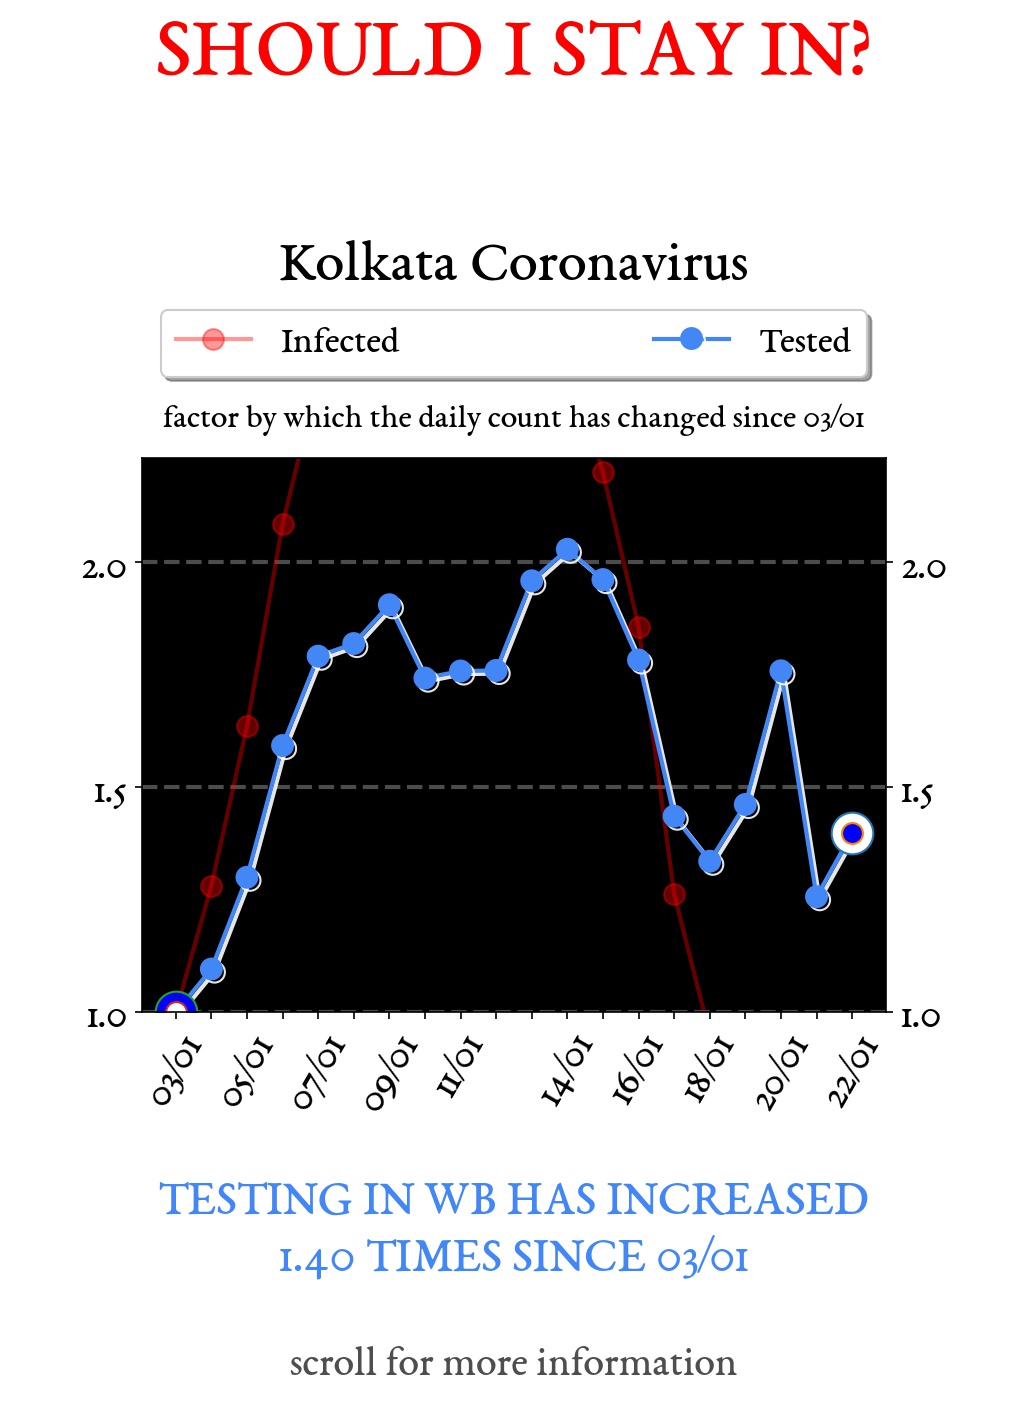 SHOULD I STAY IN?
Kolkata Coronavirus
Infected Tested
factor by which the daily count has changed since 03/01
2.0 2.0
1.5 1.5
1.0 1.0
03/01 05/01 07/01 09/01 11/01 14/01 16/01 18/01 20/01 22/01
TESTING IN WB HAS INCREASED
1.40 TIMES SINCE 03/01
scroll for more information